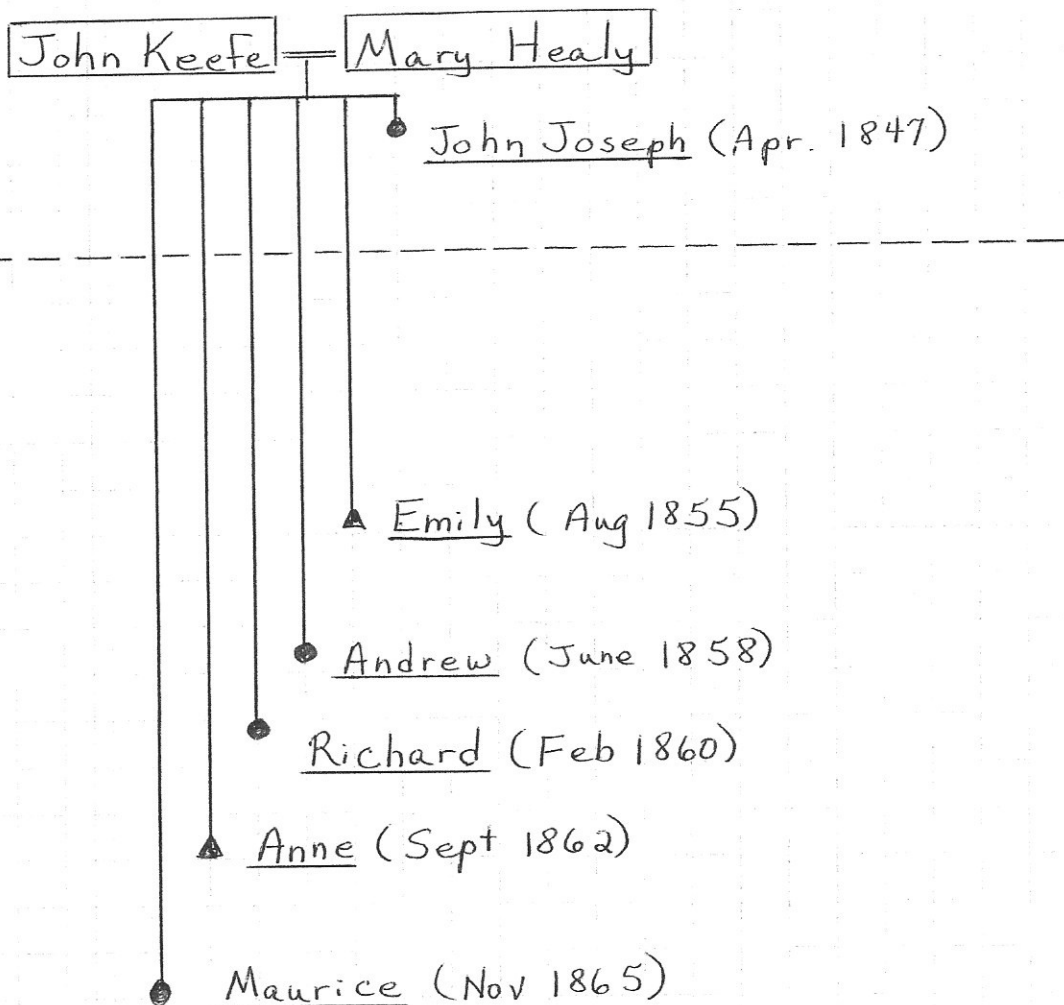 John Keefe Mary Healy
John Joseph (Apr. 1847)
Emily (Aug 1855)
Andrew (June 1858)
Richard (Feb 1860)
Anne (Sept 1862)
Maurice (Nov 1865)